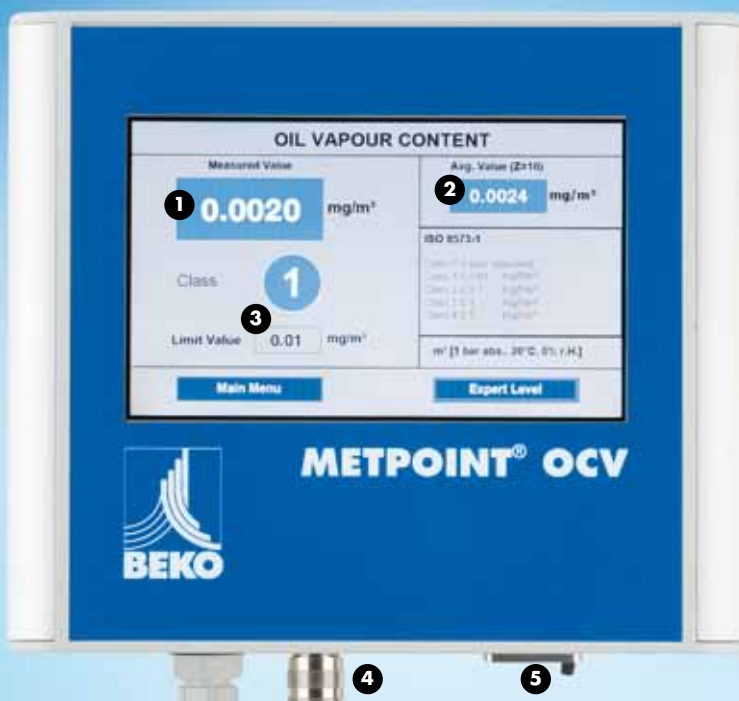 OIL VAPOUR CONTENT
Measured Value
1 0.0020 mg/m³
Class 1
3
Limit Value 0.01 mg/m³
Avg. Value (Z=10)
2 0.0024 mg/m³
ISO 8573-1
m³ [1 bar abs., 20°C, 0% r.H.]
Main Menu
Expert Level
METPOINT® OCV
BEKO
4
5